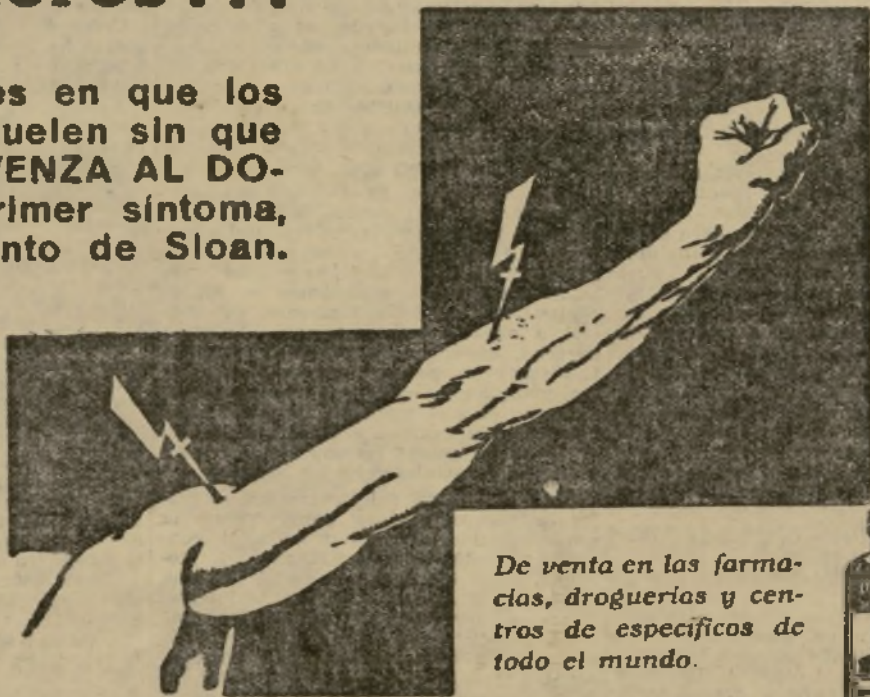 es en que los
uelen sin que
VENZA AL DO-
rimer síntoma,
nto de Sloan.
De venta en las farma-
cias, droguerías y cen-
tros de específicos de
todo el mundo.